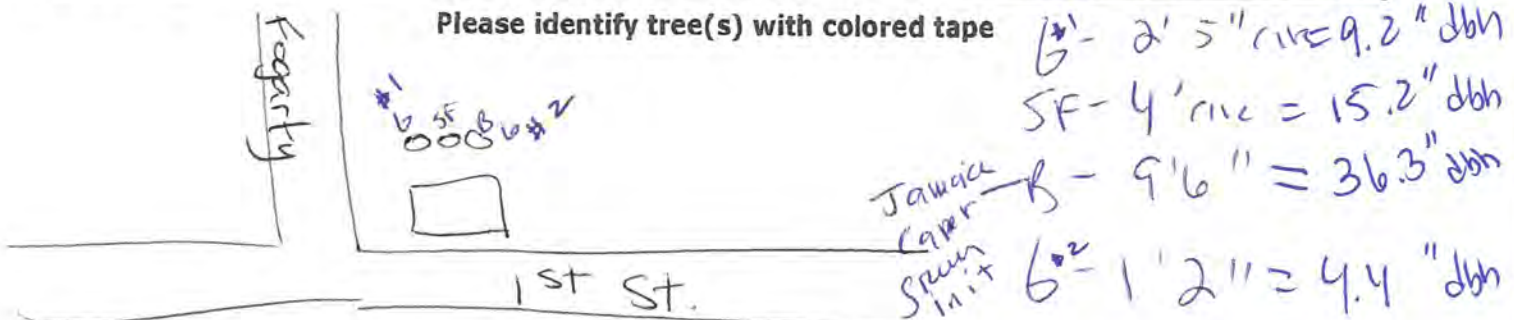 Please identify tree(s) with colored tape
Fogarty
#1 #2
SF B
1st St.
2'5" circ = 9.2" dbh
SF - 4' circ = 15.2" dbh
Jamaica
Caper
B - 9'6" = 36.3" dbh
#2 - 1'2" = 4.4" dbh